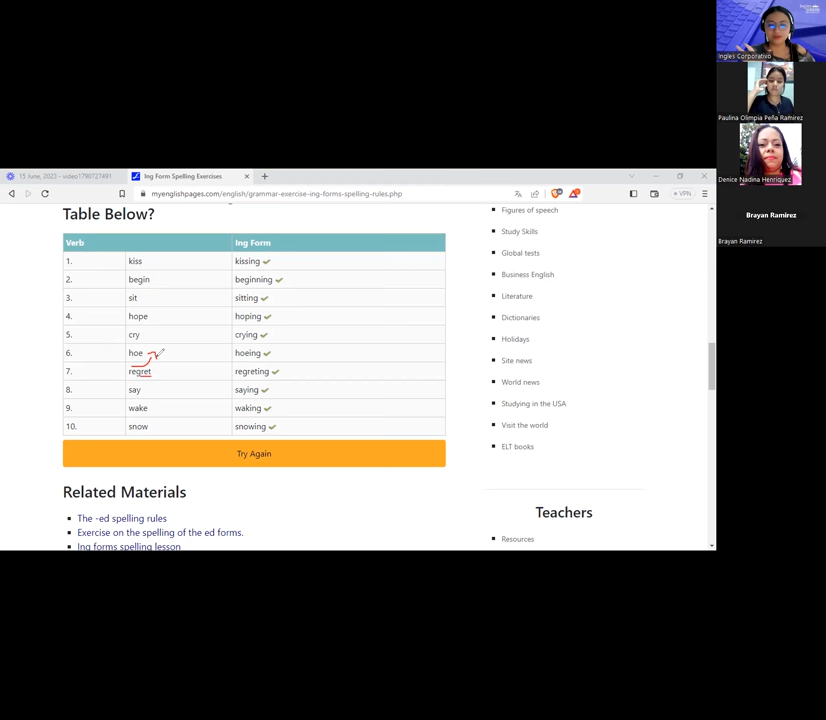 Ingles Corporativo
Paulina Olimpia Peña Ramirez
Denice Nadina Henriquez
Brayan Ramirez
Brayan Ramirez
15 June, 2023 - video1790727491
Ing Form Spelling Exercises
myenglishpages.com/english/grammar-exercise-ing-forms-spelling-rules.php
VPN
Table Below?
Verb Ing Form
1. kiss kissing
2. begin beginning
3. sit sitting
4. hope hoping
5. cry crying
6. hoe hoeing
7. regret regreting
8. say saying
9. wake waking
10. snow snowing
Try Again
Related Materials
The -ed spelling rules
Exercise on the spelling of the ed forms.
Ing forms spelling lesson
Figures of speech
Study Skills
Global tests
Business English
Literature
Dictionaries
Holidays
Site news
World news
Studying in the USA
Visit the world
ELT books
Teachers
Resources